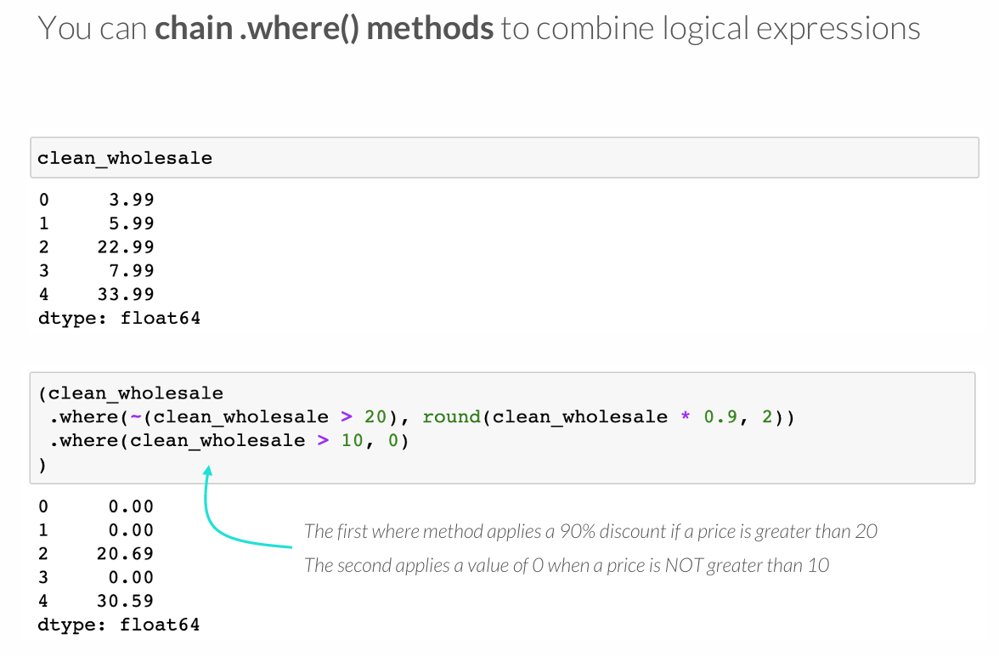 You can chain .where() methods to combine logical expressions
clean_wholesale
0     3.99
1     5.99
2    22.99
3     7.99
4    33.99
dtype: float64
(clean_wholesale
 .where(~(clean_wholesale > 20), round(clean_wholesale * 0.9, 2))
 .where(clean_wholesale > 10, 0)
)
0     0.00
1     0.00
2    20.69
3     0.00
4    30.59
dtype: float64
The first where method applies a 90% discount if a price is greater than 20
The second applies a value of 0 when a price is NOT greater than 10